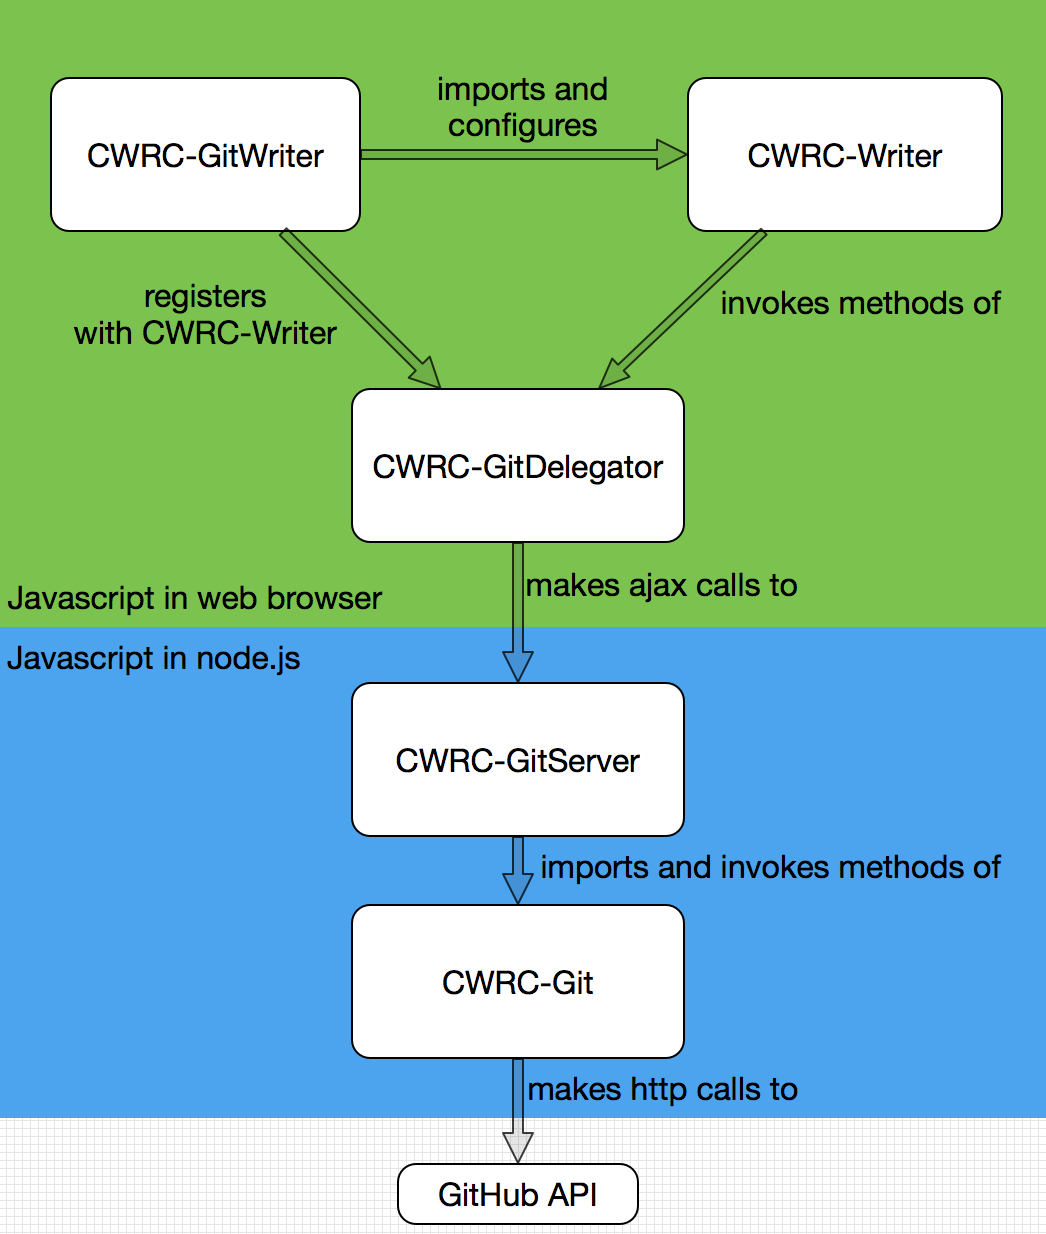 imports and
configures
CWRC-GitWriter
CWRC-Writer
registers
with CWRC-Writer
invokes methods of
CWRC-GitDelegator
makes ajax calls to
Javascript in web browser
Javascript in node.js
CWRC-GitServer
imports and invokes methods of
CWRC-Git
makes http calls to
GitHub API